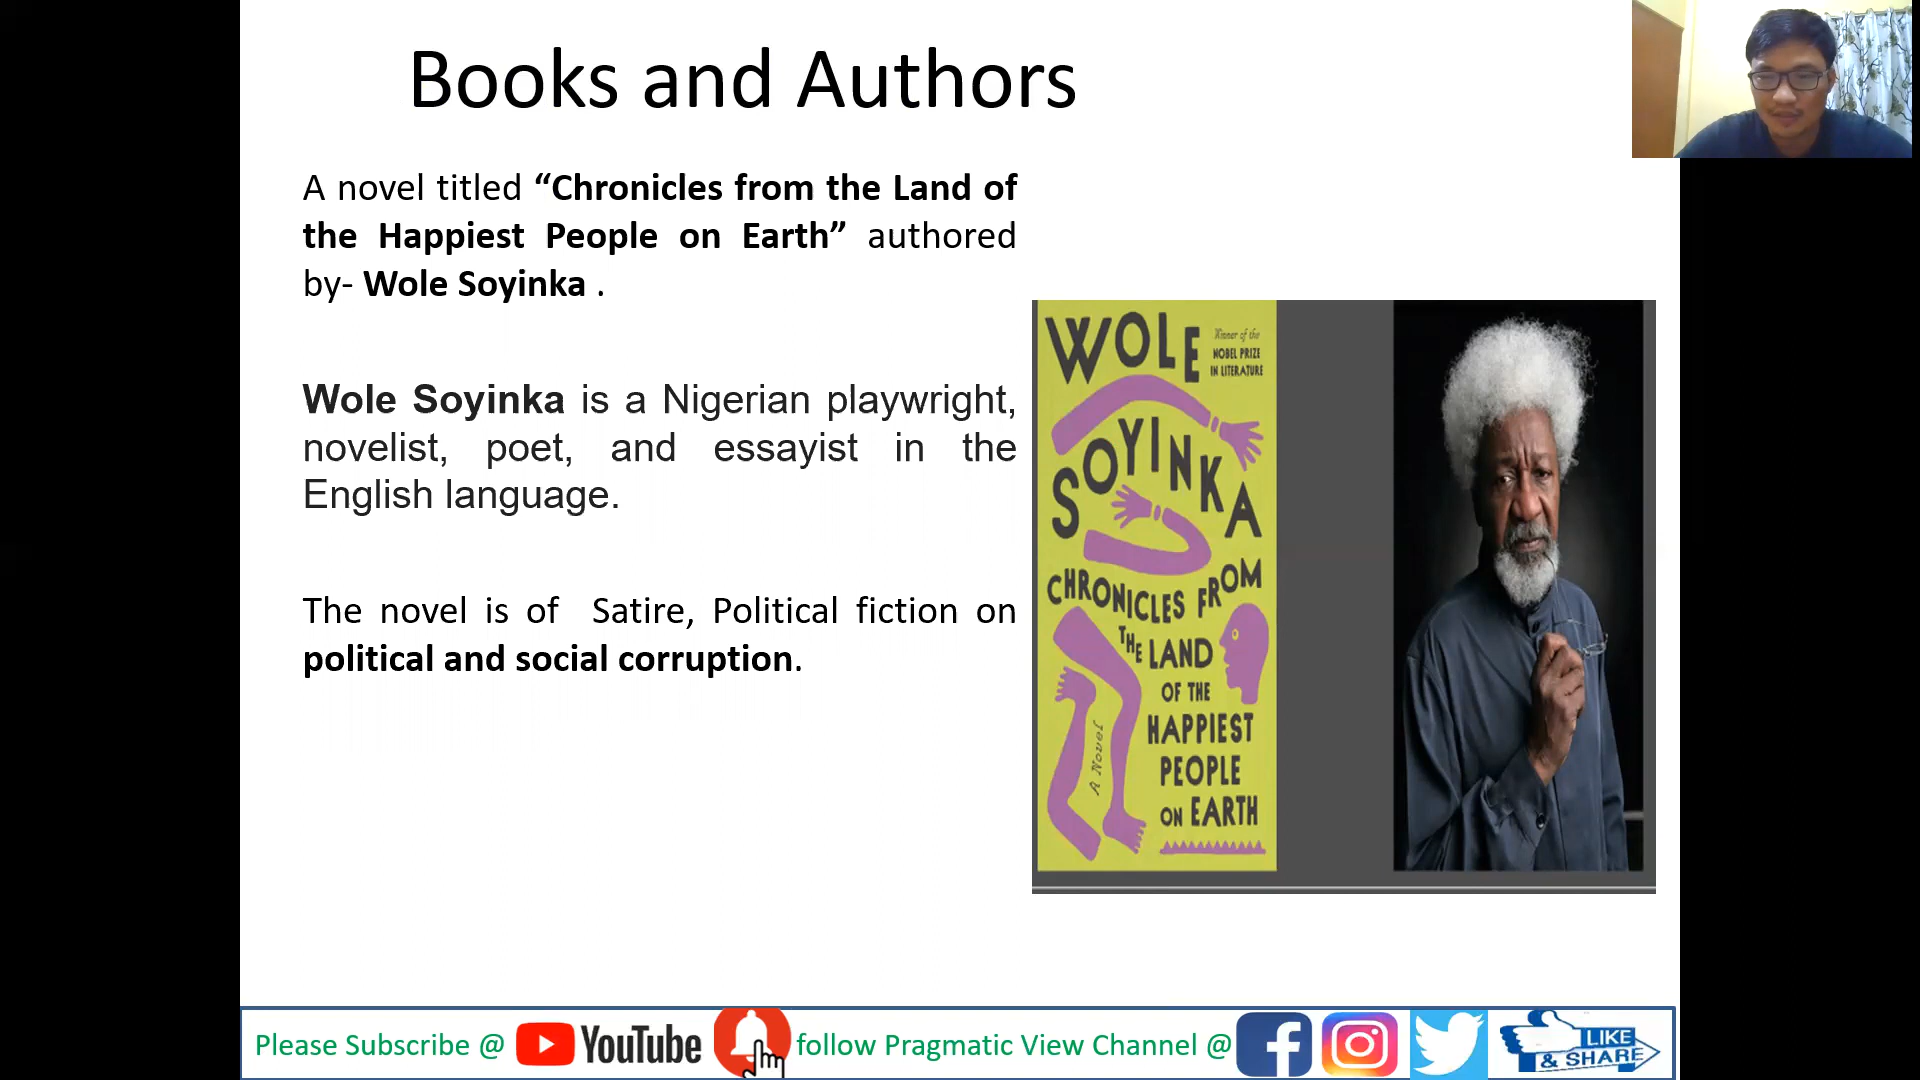 Books and Authors
A novel titled “Chronicles from the Land of
the Happiest People on Earth” authored
by- Wole Soyinka .
Wole Soyinka is a Nigerian playwright,
novelist, poet, and essayist in the
English language.
The novel is of Satire, Political fiction on
political and social corruption.
WOLE
Winner of the
NOBEL PRIZE
IN LITERATURE
SOYINKA
CHRONICLES FROM
THE LAND
OF THE
HAPPIEST
PEOPLE
ON EARTH
A Novel
Please Subscribe @ YouTube follow Pragmatic View Channel @
LIKE
& SHARE